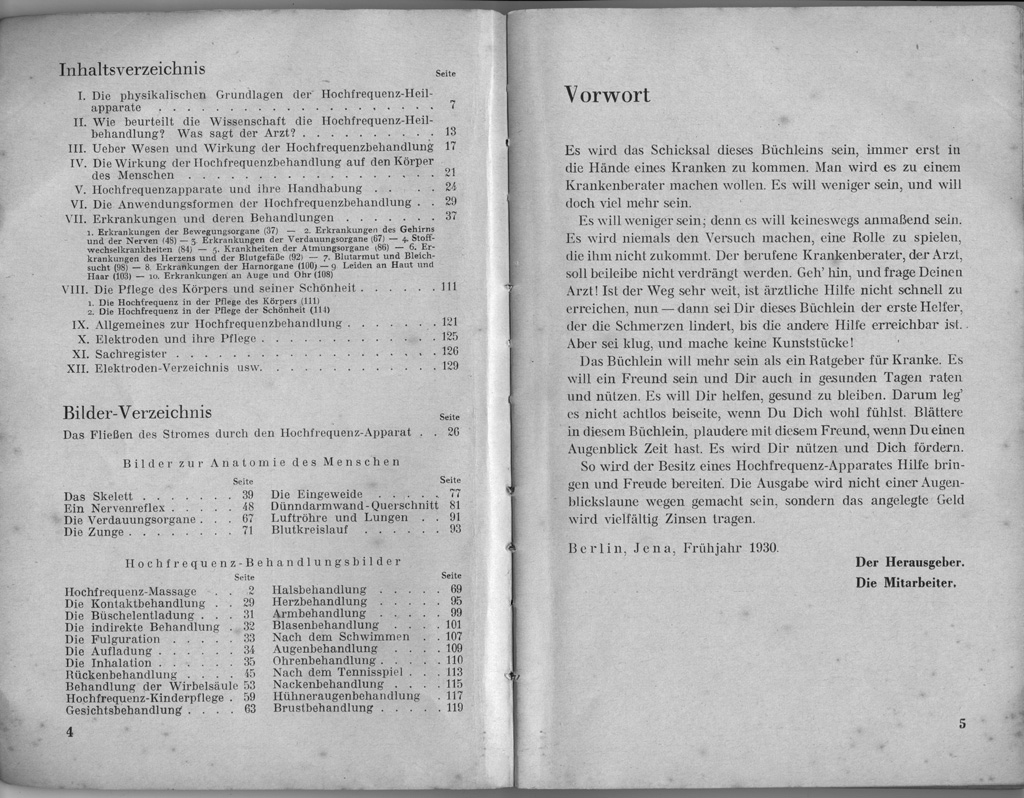 Inhaltsverzeichnis
Seite
I. Die physikalischen Grundlagen der Hochfrequenz-Heil-
apparate . . . . . . . . . . . . . . . . . . . 7
II. Wie beurteilt die Wissenschaft die Hochfrequenz-Heil-
behandlung? Was sagt der Arzt? . . . . . . . . . . 13
III. Ueber Wesen und Wirkung der Hochfrequenzbehandlung 17
IV. Die Wirkung der Hochfrequenzbehandlung auf den Körper
des Menschen . . . . . . . . . . . . . . . . . 21
V. Hochfrequenzapparate und ihre Handhabung . . . . . 24
VI. Die Anwendungsformen der Hochfrequenzbehandlung . . 29
VII. Erkrankungen und deren Behandlungen . . . . . . . 37
1. Erkrankungen der Bewegungsorgane (37) — 2. Erkrankungen des Gehirns
und der Nerven (48) — 3. Erkrankungen der Verdauungsorgane (67) — 4. Stoff-
wechselkrankheiten (84) — 5. Krankheiten der Atmungsorgane (86) — 6. Er-
krankungen des Herzens und der Blutgefäße (92) — 7. Blutarmut und Bleich-
sucht (98) — 8. Erkrankungen der Harnorgane (100) — 9 Leiden an Haut und
Haar (103) — 10. Erkrankungen an Auge und Ohr (108)
VIII. Die Pflege des Körpers und seiner Schönheit . . . . . . 111
1. Die Hochfrequenz in der Pflege des Körpers (111)
2. Die Hochfrequenz in der Pflege der Schönheit (114)
IX. Allgemeines zur Hochfrequenzbehandlung . . . . . . . 121
X. Elektroden und ihre Pflege . . . . . . . . . . . . . 125
XI. Sachregister . . . . . . . . . . . . . . . . . . . 126
XII. Elektroden-Verzeichnis usw. . . . . . . . . . . . . 129
Bilder-Verzeichnis
Seite
Das Fließen des Stromes durch den Hochfrequenz-Apparat . . 26
Bilder zur Anatomie des Menschen
Seite Seite
Das Skelett . . . . . . . 39 Die Eingeweide . . . . . 77
Ein Nervenreflex . . . . . 48 Dünndarmwand-Querschnitt 81
Die Verdauungsorgane . . . 67 Luftröhre und Lungen . . 91
Die Zunge . . . . . . . . 71 Blutkreislauf . . . . . . 93
Hochfrequenz-Behandlungsbilder
Seite Seite
Hochfrequenz-Massage . . 2 Halsbehandlung . . . . . 69
Die Kontaktbehandlung . . 29 Herzbehandlung . . . . . 95
Die Büschelentladung . . . 31 Armbehandlung . . . . 99
Die indirekte Behandlung . 32 Blasenbehandlung . . . . 101
Die Fulguration . . . . . 33 Nach dem Schwimmen . . 107
Die Aufladung . . . . . . 34 Augenbehandlung . . . . 109
Die Inhalation . . . . . . 35 Ohrenbehandlung . . . . . 110
Rückenbehandlung . . . . 45 Nach dem Tennisspiel . . . 113
Behandlung der Wirbelsäule 53 Nackenbehandlung . . . . 115
Hochfrequenz-Kinderpflege . 59 Hühneraugenbehandlung . 117
Gesichtsbehandlung . . . . 63 Brustbehandlung . . . . . 119
4
Vorwort
Es wird das Schicksal dieses Büchleins sein, immer erst in
die Hände eines Kranken zu kommen. Man wird es zu einem
Krankenberater machen wollen. Es will weniger sein, und will
doch viel mehr sein.
Es will weniger sein; denn es will keineswegs anmaßend sein.
Es wird niemals den Versuch machen, eine Rolle zu spielen,
die ihm nicht zukommt. Der berufene Krankenberater, der Arzt,
soll beileibe nicht verdrängt werden. Geh' hin, und frage Deinen
Arzt! Ist der Weg sehr weit, ist ärztliche Hilfe nicht schnell zu
erreichen, nun — dann sei Dir dieses Büchlein der erste Helfer,
der die Schmerzen lindert, bis die andere Hilfe erreichbar ist.
Aber sei klug, und mache keine Kunststücke!
Das Büchlein will mehr sein als ein Ratgeber für Kranke. Es
will ein Freund sein und Dir auch in gesunden Tagen raten
und nützen. Es will Dir helfen, gesund zu bleiben. Darum leg'
es nicht achtlos beiseite, wenn Du Dich wohl fühlst. Blättere
in diesem Büchlein, plaudere mit diesem Freund, wenn Du einen
Augenblick Zeit hast. Es wird Dir nützen und Dich fördern.
So wird der Besitz eines Hochfrequenz-Apparates Hilfe brin-
gen und Freude bereiten. Die Ausgabe wird nicht einer Augen-
blickslaune wegen gemacht sein, sondern das angelegte Geld
wird vielfältig Zinsen tragen.
Berlin, Jena, Frühjahr 1930.
Der Herausgeber.
Die Mitarbeiter.
5